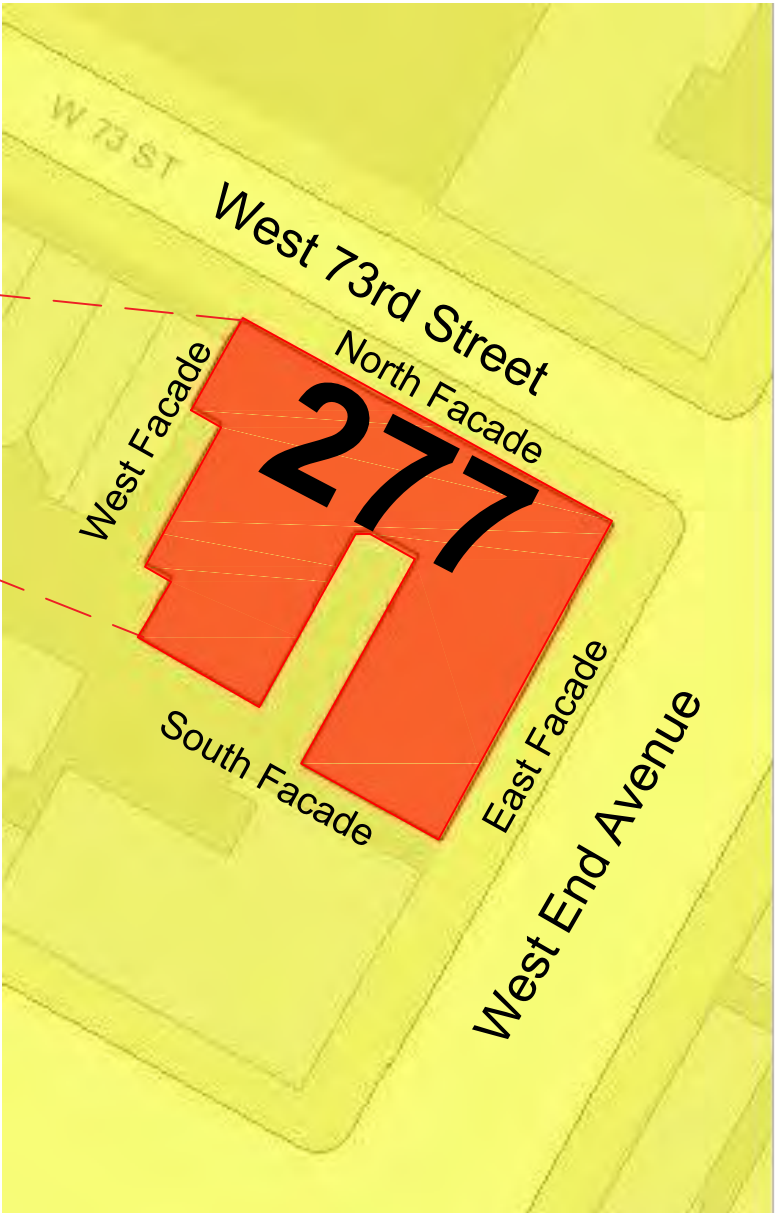 W 73 ST
West 73rd Street
North Facade
West Facade
277
East Facade
South Facade
West End Avenue